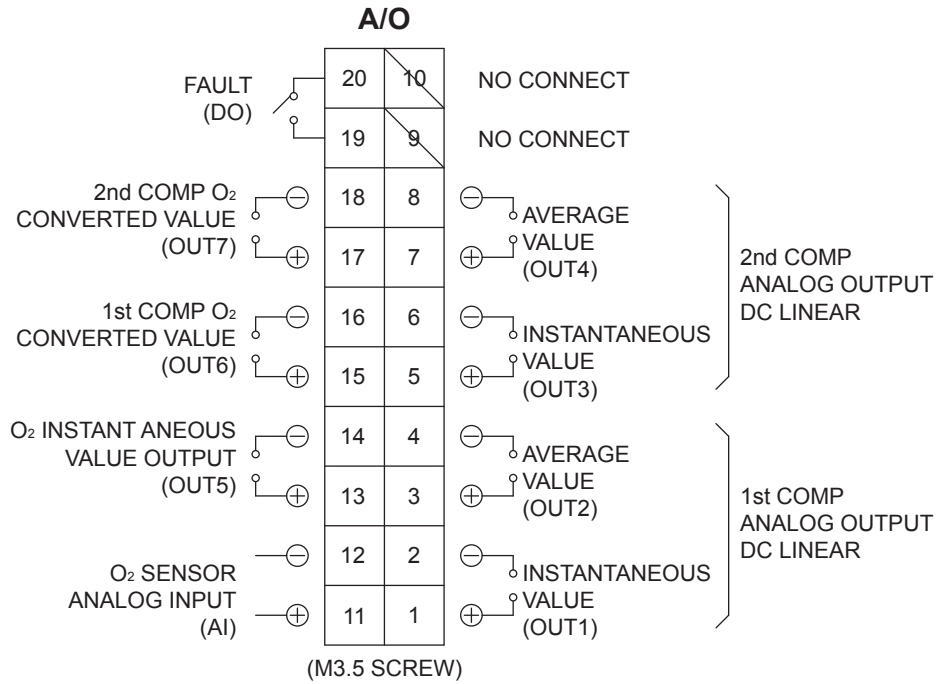 A/O
FAULT
(DO)
20
10
NO CONNECT
19
9
NO CONNECT
2nd COMP O₂
CONVERTED VALUE
(OUT7)
⊖
18
8
⊖
⊕
17
7
⊕
AVERAGE
VALUE
(OUT4)
1st COMP O₂
CONVERTED VALUE
(OUT6)
⊖
16
6
⊖
⊕
15
5
⊕
INSTANTANEOUS
VALUE
(OUT3)
2nd COMP
ANALOG OUTPUT
DC LINEAR
O₂ INSTANT ANEOUS
VALUE OUTPUT
(OUT5)
⊖
14
4
⊖
⊕
13
3
⊕
AVERAGE
VALUE
(OUT2)
O₂ SENSOR
ANALOG INPUT
(AI)
⊖
12
2
⊖
⊕
11
1
⊕
INSTANTANEOUS
VALUE
(OUT1)
1st COMP
ANALOG OUTPUT
DC LINEAR
(M3.5 SCREW)